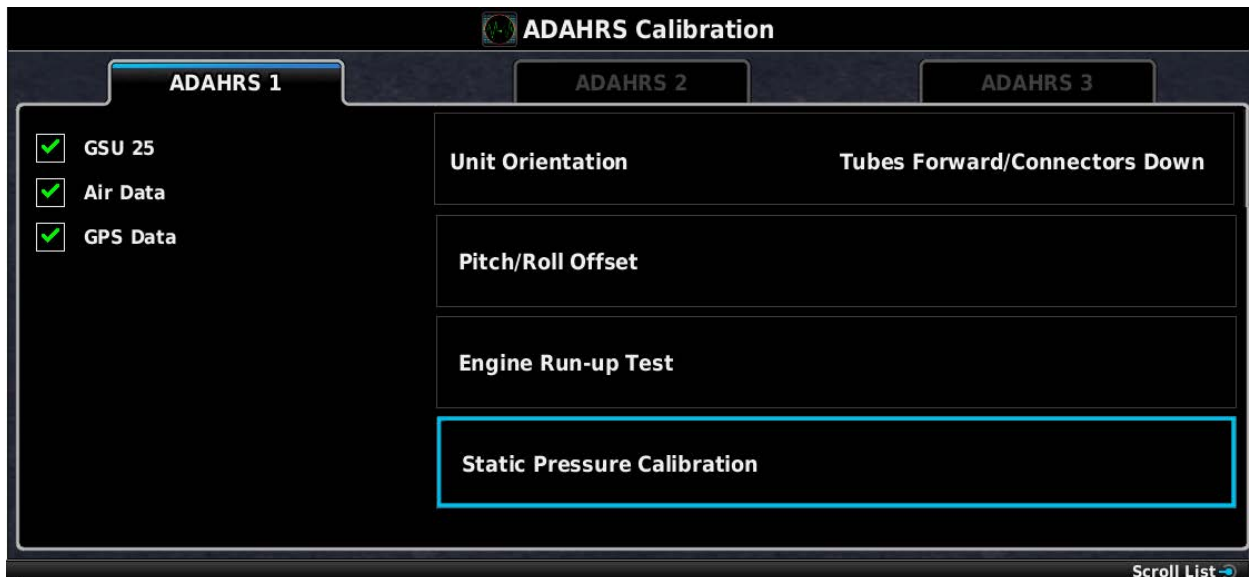 ADAHRS Calibration
ADAHRS 1
ADAHRS 2
ADAHRS 3
GSU 25
Air Data
GPS Data
Unit Orientation Tubes Forward/Connectors Down
Pitch/Roll Offset
Engine Run-up Test
Static Pressure Calibration
Scroll List